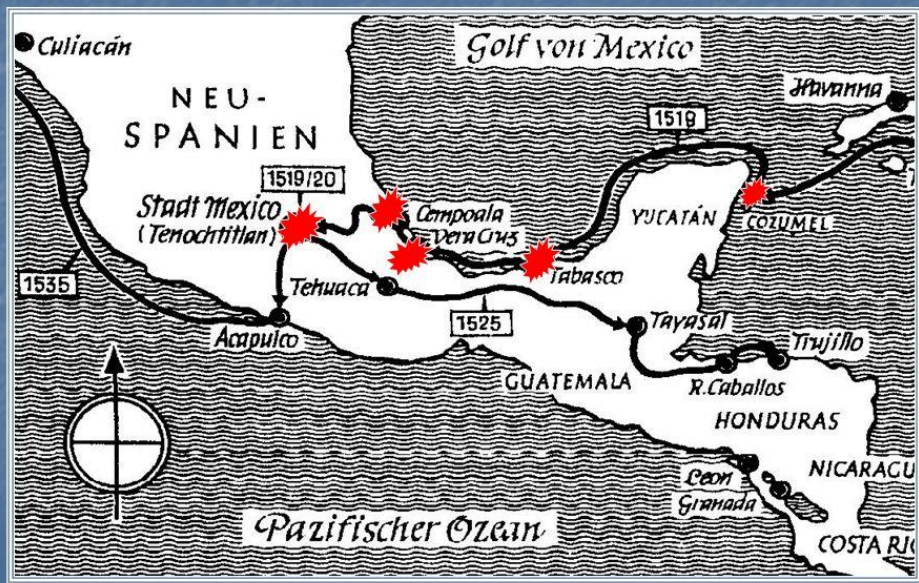 Culiacán
Golf von Mexico
Havanna
NEU-
SPANIEN
1519
1519/20
Stadt Mexico
(Tenochtitlan)
Cempoala
Vera Cruz
YUCATÁN
COZUMEL
Tabasco
1535
Tehuaca
1525
Acapulco
Tayasal
Trujillo
R. Caballos
GUATEMALA
HONDURAS
Leon
Granada
NICARAGU
COSTA RIC
Pazifischer Ozean